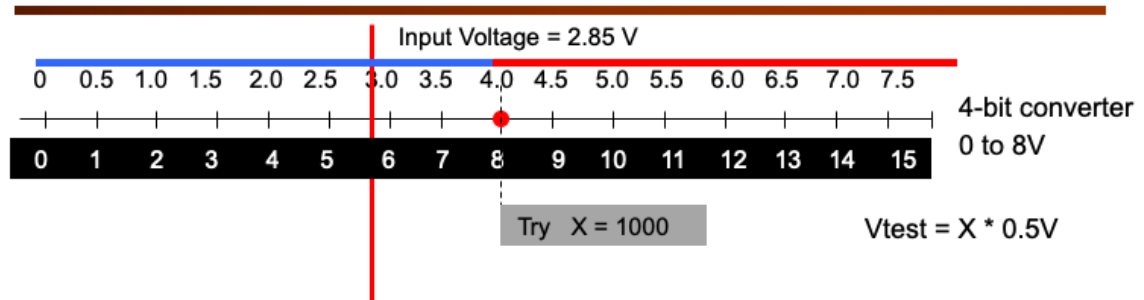 Input Voltage = 2.85 V
0 0.5 1.0 1.5 2.0 2.5 3.0 3.5 4.0 4.5 5.0 5.5 6.0 6.5 7.0 7.5
4-bit converter
0 to 8V
0 1 2 3 4 5 6 7 8 9 10 11 12 13 14 15
Try X = 1000
Vtest = X * 0.5V